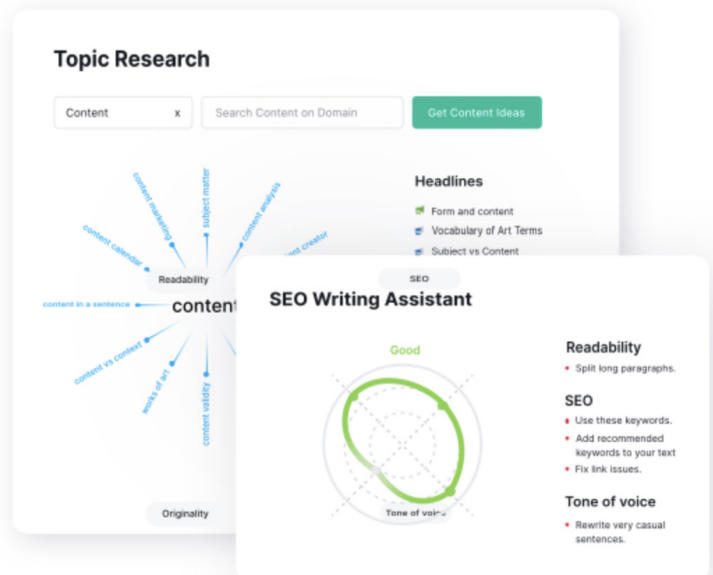 Topic Research
Content x
Search Content on Domain
Get Content Ideas
content marketing
subject matter
content analysis
content calendar
creator
Readability
content in a sentence
content
content vs context
works of art
content validity
Originality
Headlines
Form and content
Vocabulary of Art Terms
Subject vs Content
SEO
SEO Writing Assistant
Good
Tone of voice
Readability
Split long paragraphs.
SEO
Use these keywords.
Add recommended
keywords to your text
Fix link issues.
Tone of voice
Rewrite very casual
sentences.